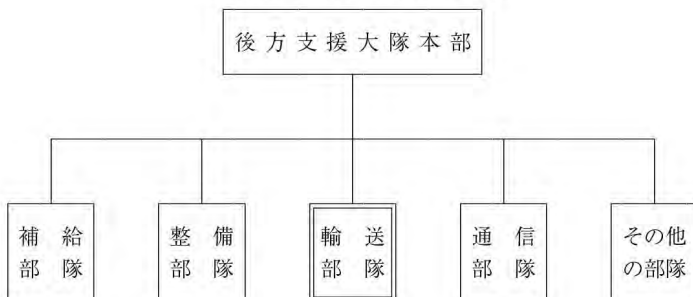 後方支援大隊本部
補給
部隊
整備
部隊
輸送
部隊
通信
部隊
その他
の部隊